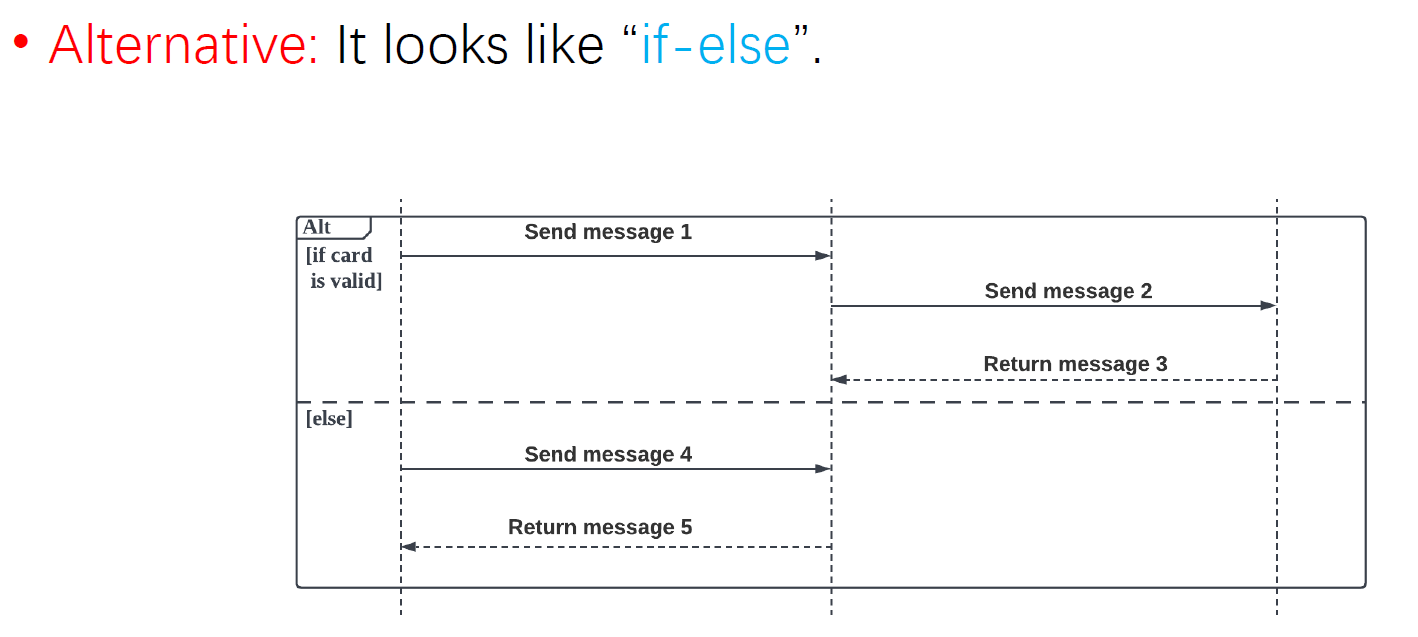 • Alternative: It looks like “if-else”.
Alt
Send message 1
[if card
is valid]
Send message 2
Return message 3
[else]
Send message 4
Return message 5